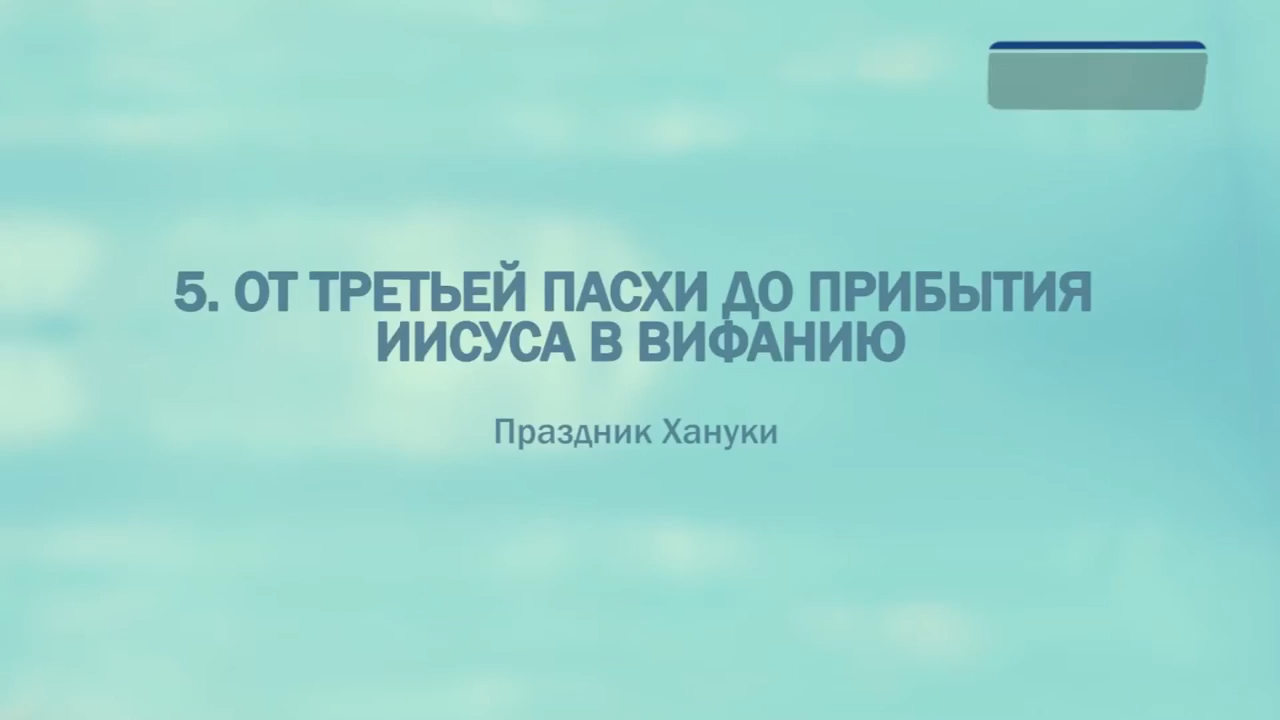 5. ОТ ТРЕТЬЕЙ ПАСХИ ДО ПРИБЫТИЯ
ИИСУСА В ВИФАНИЮ
Праздник Хануки